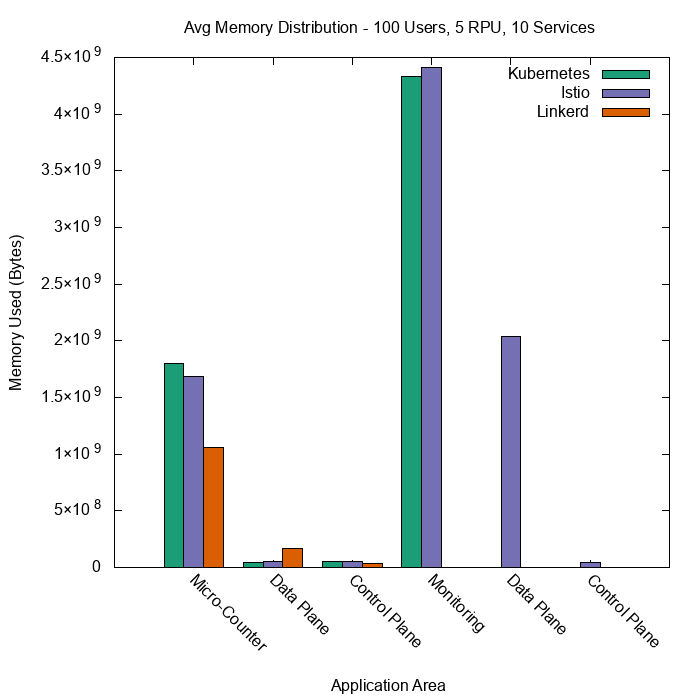 Avg Memory Distribution - 100 Users, 5 RPU, 10 Services
Kubernetes
Istio
Linkerd
4.5×10⁹
4×10⁹
3.5×10⁹
3×10⁹
2.5×10⁹
2×10⁹
1.5×10⁹
1×10⁹
5×10⁸
0
Memory Used (Bytes)
Micro-Counter
Data Plane
Control Plane
Monitoring
Data Plane
Control Plane
Application Area